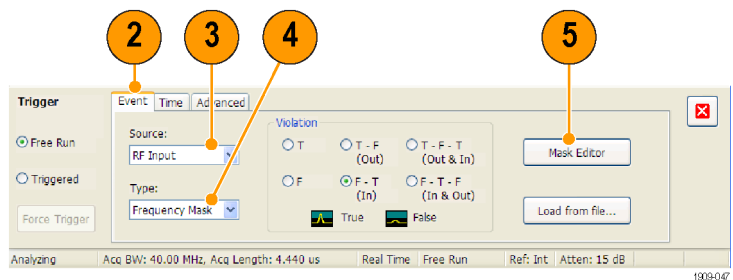 2 3 4 5
Trigger Event Time Advanced
Source: Violation
Free Run T T - F T - F - T
RF Input (Out) (Out & In) Mask Editor
Triggered Type: F F - T F - T - F
(In) (In & Out)
Force Trigger Frequency Mask True False Load from file...
Analyzing Acq BW: 40.00 MHz, Acq Length: 4.440 us Real Time Free Run Ref: Int Atten: 15 dB
1909-047